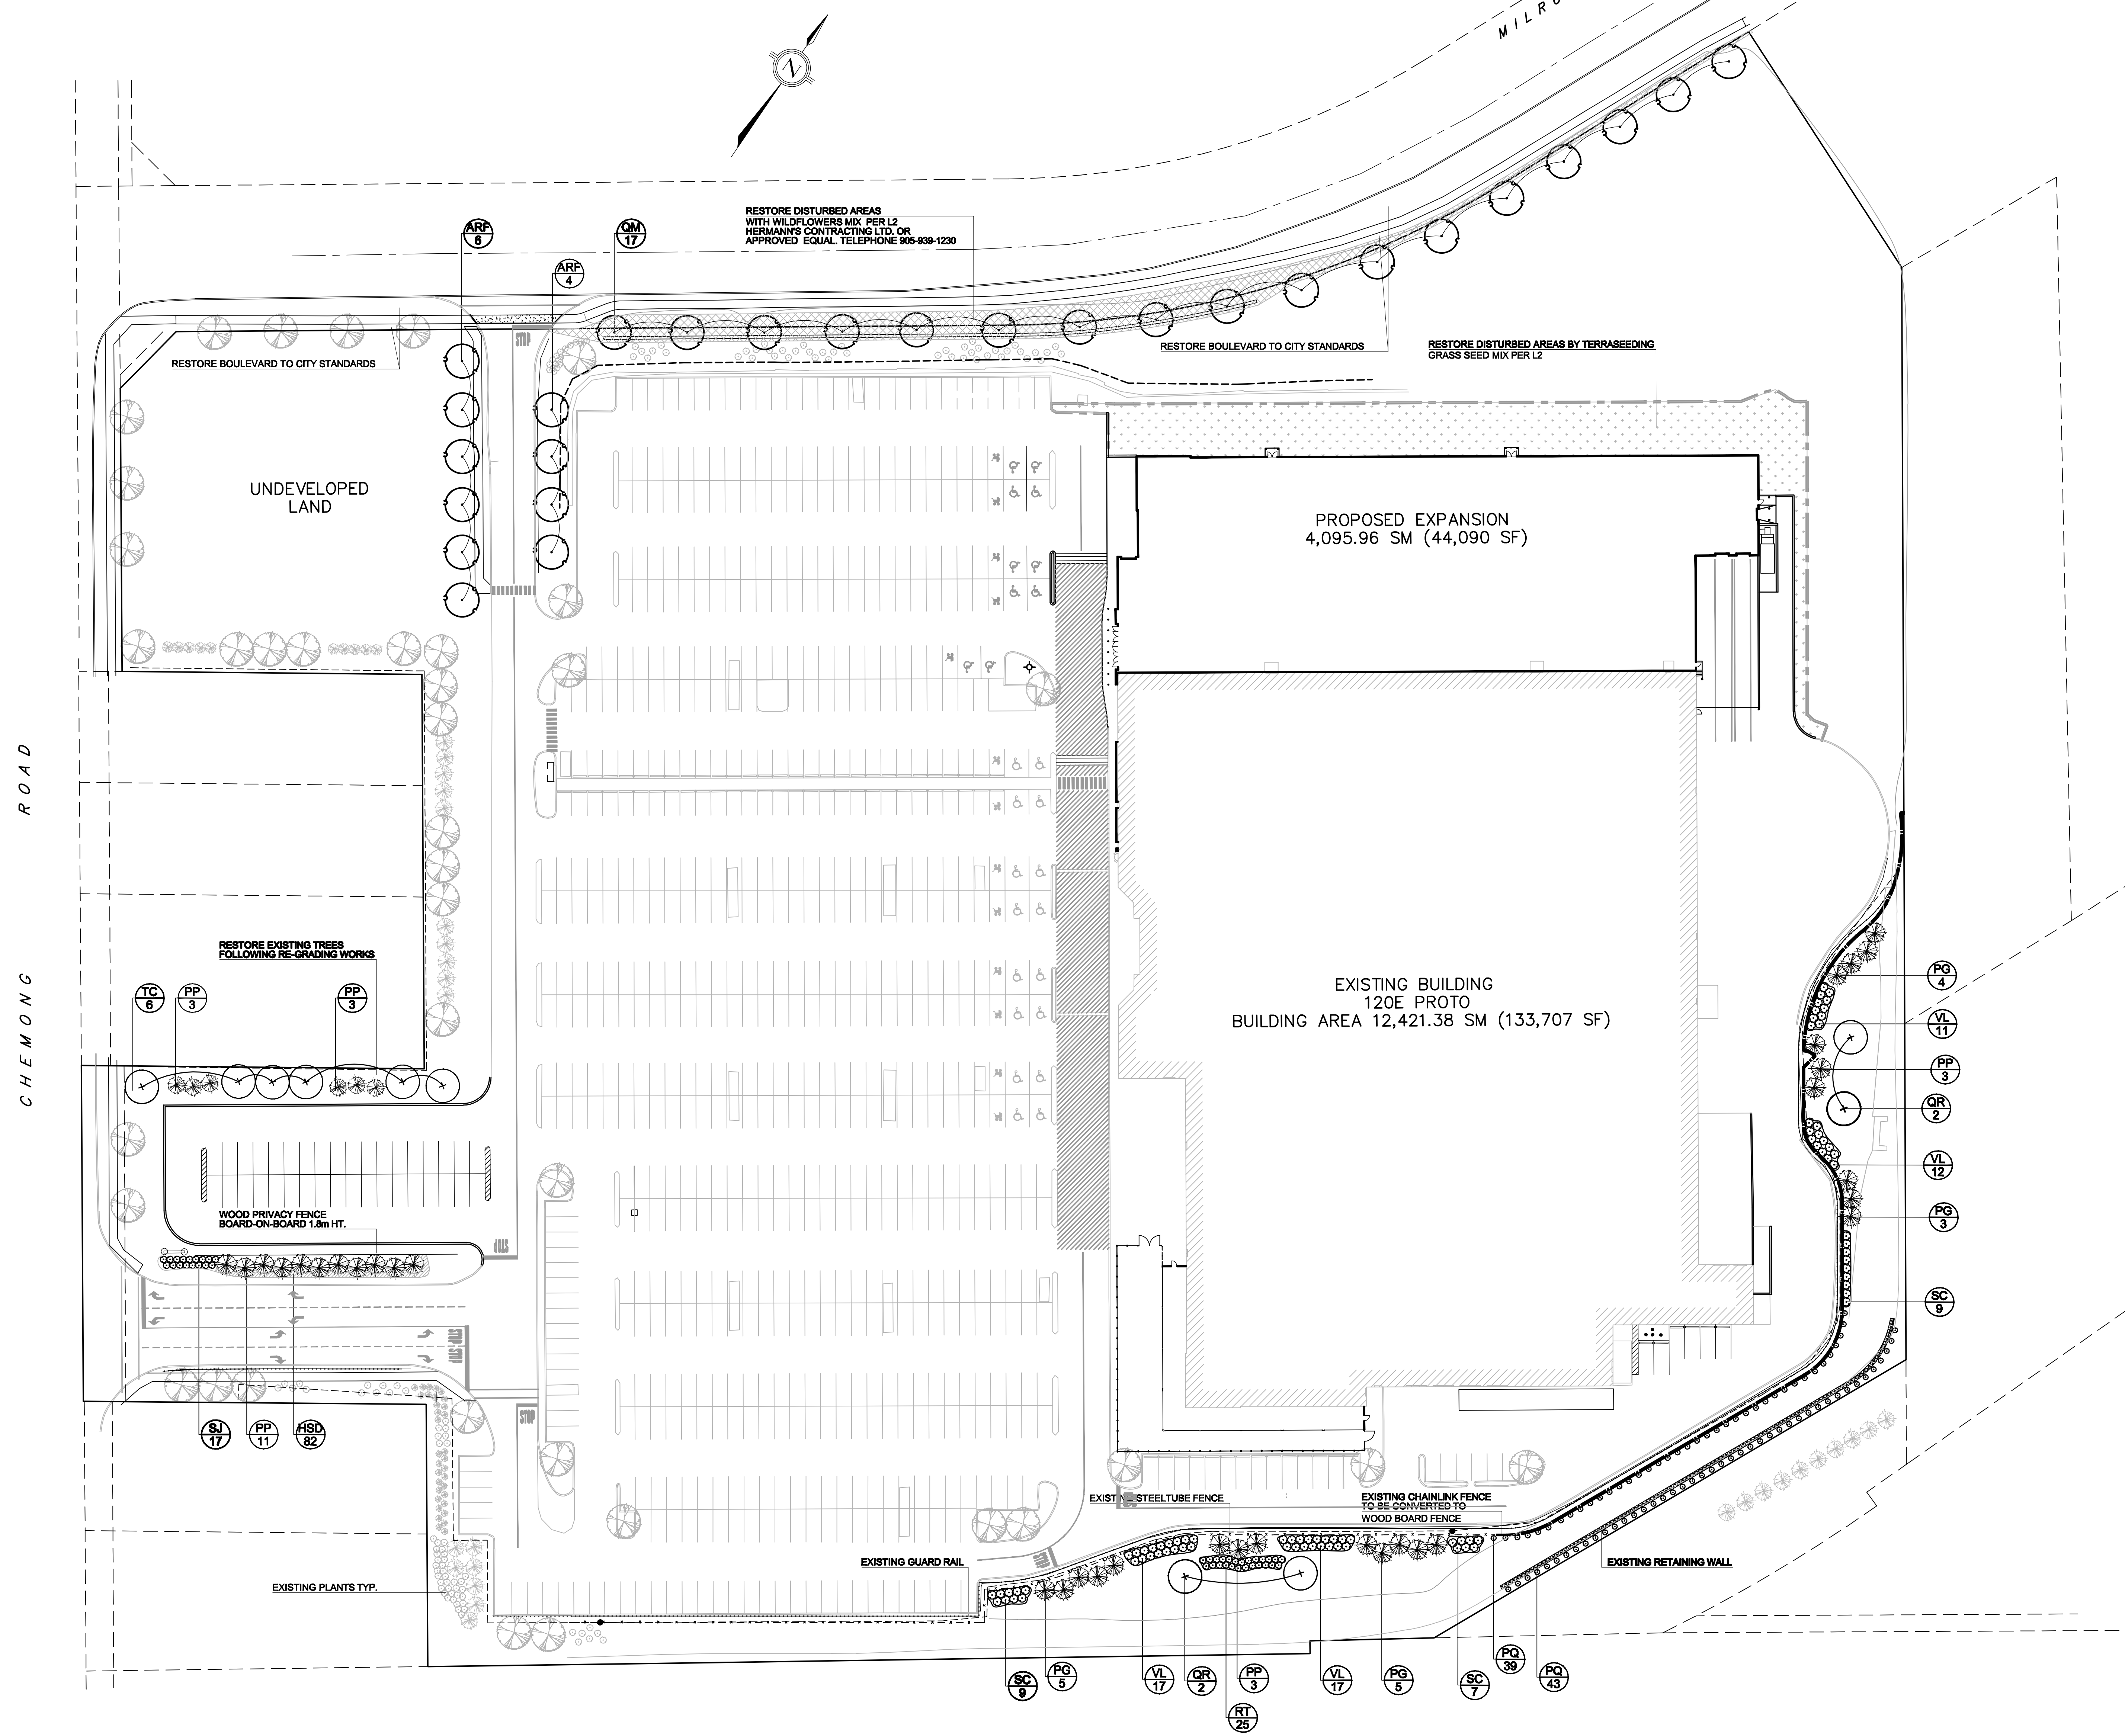 MILRO
N
ARF
6
QM
17
RESTORE DISTURBED AREAS
WITH WILDFLOWERS MIX PER L2
HERMANN'S CONTRACTING LTD. OR
APPROVED EQUAL. TELEPHONE 905-939-1230
ARF
4
STOP
RESTORE BOULEVARD TO CITY STANDARDS
RESTORE BOULEVARD TO CITY STANDARDS
RESTORE DISTURBED AREAS BY TERRASEEDING
GRASS SEED MIX PER L2
UNDEVELOPED
LAND
PROPOSED EXPANSION
4,095.96 SM (44,090 SF)
CHEMONG ROAD
RESTORE EXISTING TREES
FOLLOWING RE-GRADING WORKS
TC
6
PP
3
PP
3
EXISTING BUILDING
120E PROTO
BUILDING AREA 12,421.38 SM (133,707 SF)
PG
4
VL
11
PP
3
QR
2
VL
12
PG
3
SC
9
WOOD PRIVACY FENCE
BOARD-ON-BOARD 1.8m HT.
STOP
STOP
STOP
STOP
SJ
17
PP
11
HSD
82
EXISTING STEELTUBE FENCE
EXISTING CHAINLINK FENCE
TO BE CONVERTED TO
WOOD BOARD FENCE
STOP
EXISTING GUARD RAIL
EXISTING RETAINING WALL
EXISTING PLANTS TYP.
SC
9
PG
5
VL
17
QR
2
PP
3
RT
25
VL
17
PG
5
SC
7
PQ
39
PQ
43